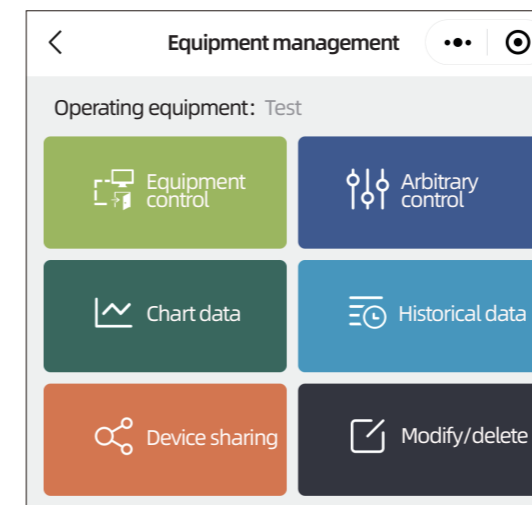 Equipment management
Operating equipment: Test
Equipment
control
Arbitrary
control
Chart data
Historical data
Device sharing
Modify/delete